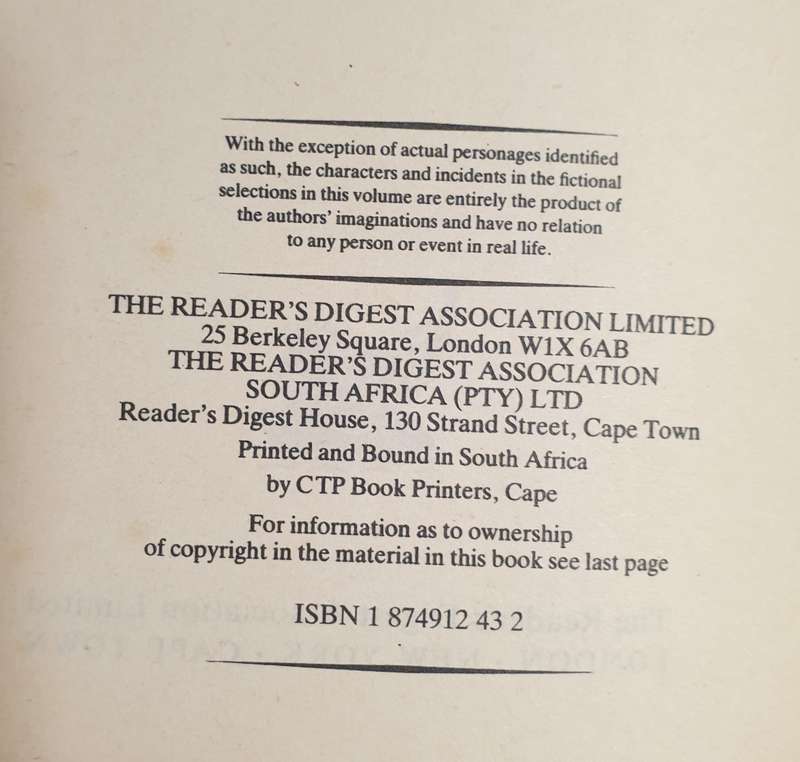 With the exception of actual personages identified
as such, the characters and incidents in the fictional
selections in this volume are entirely the product of
the authors' imaginations and have no relation
to any person or event in real life.
THE READER'S DIGEST ASSOCIATION LIMITED
25 Berkeley Square, London W1X 6AB
THE READER'S DIGEST ASSOCIATION
SOUTH AFRICA (PTY) LTD
Reader's Digest House, 130 Strand Street, Cape Town
Printed and Bound in South Africa
by CTP Book Printers, Cape
For information as to ownership
of copyright in the material in this book see last page
ISBN 1 874912 43 2